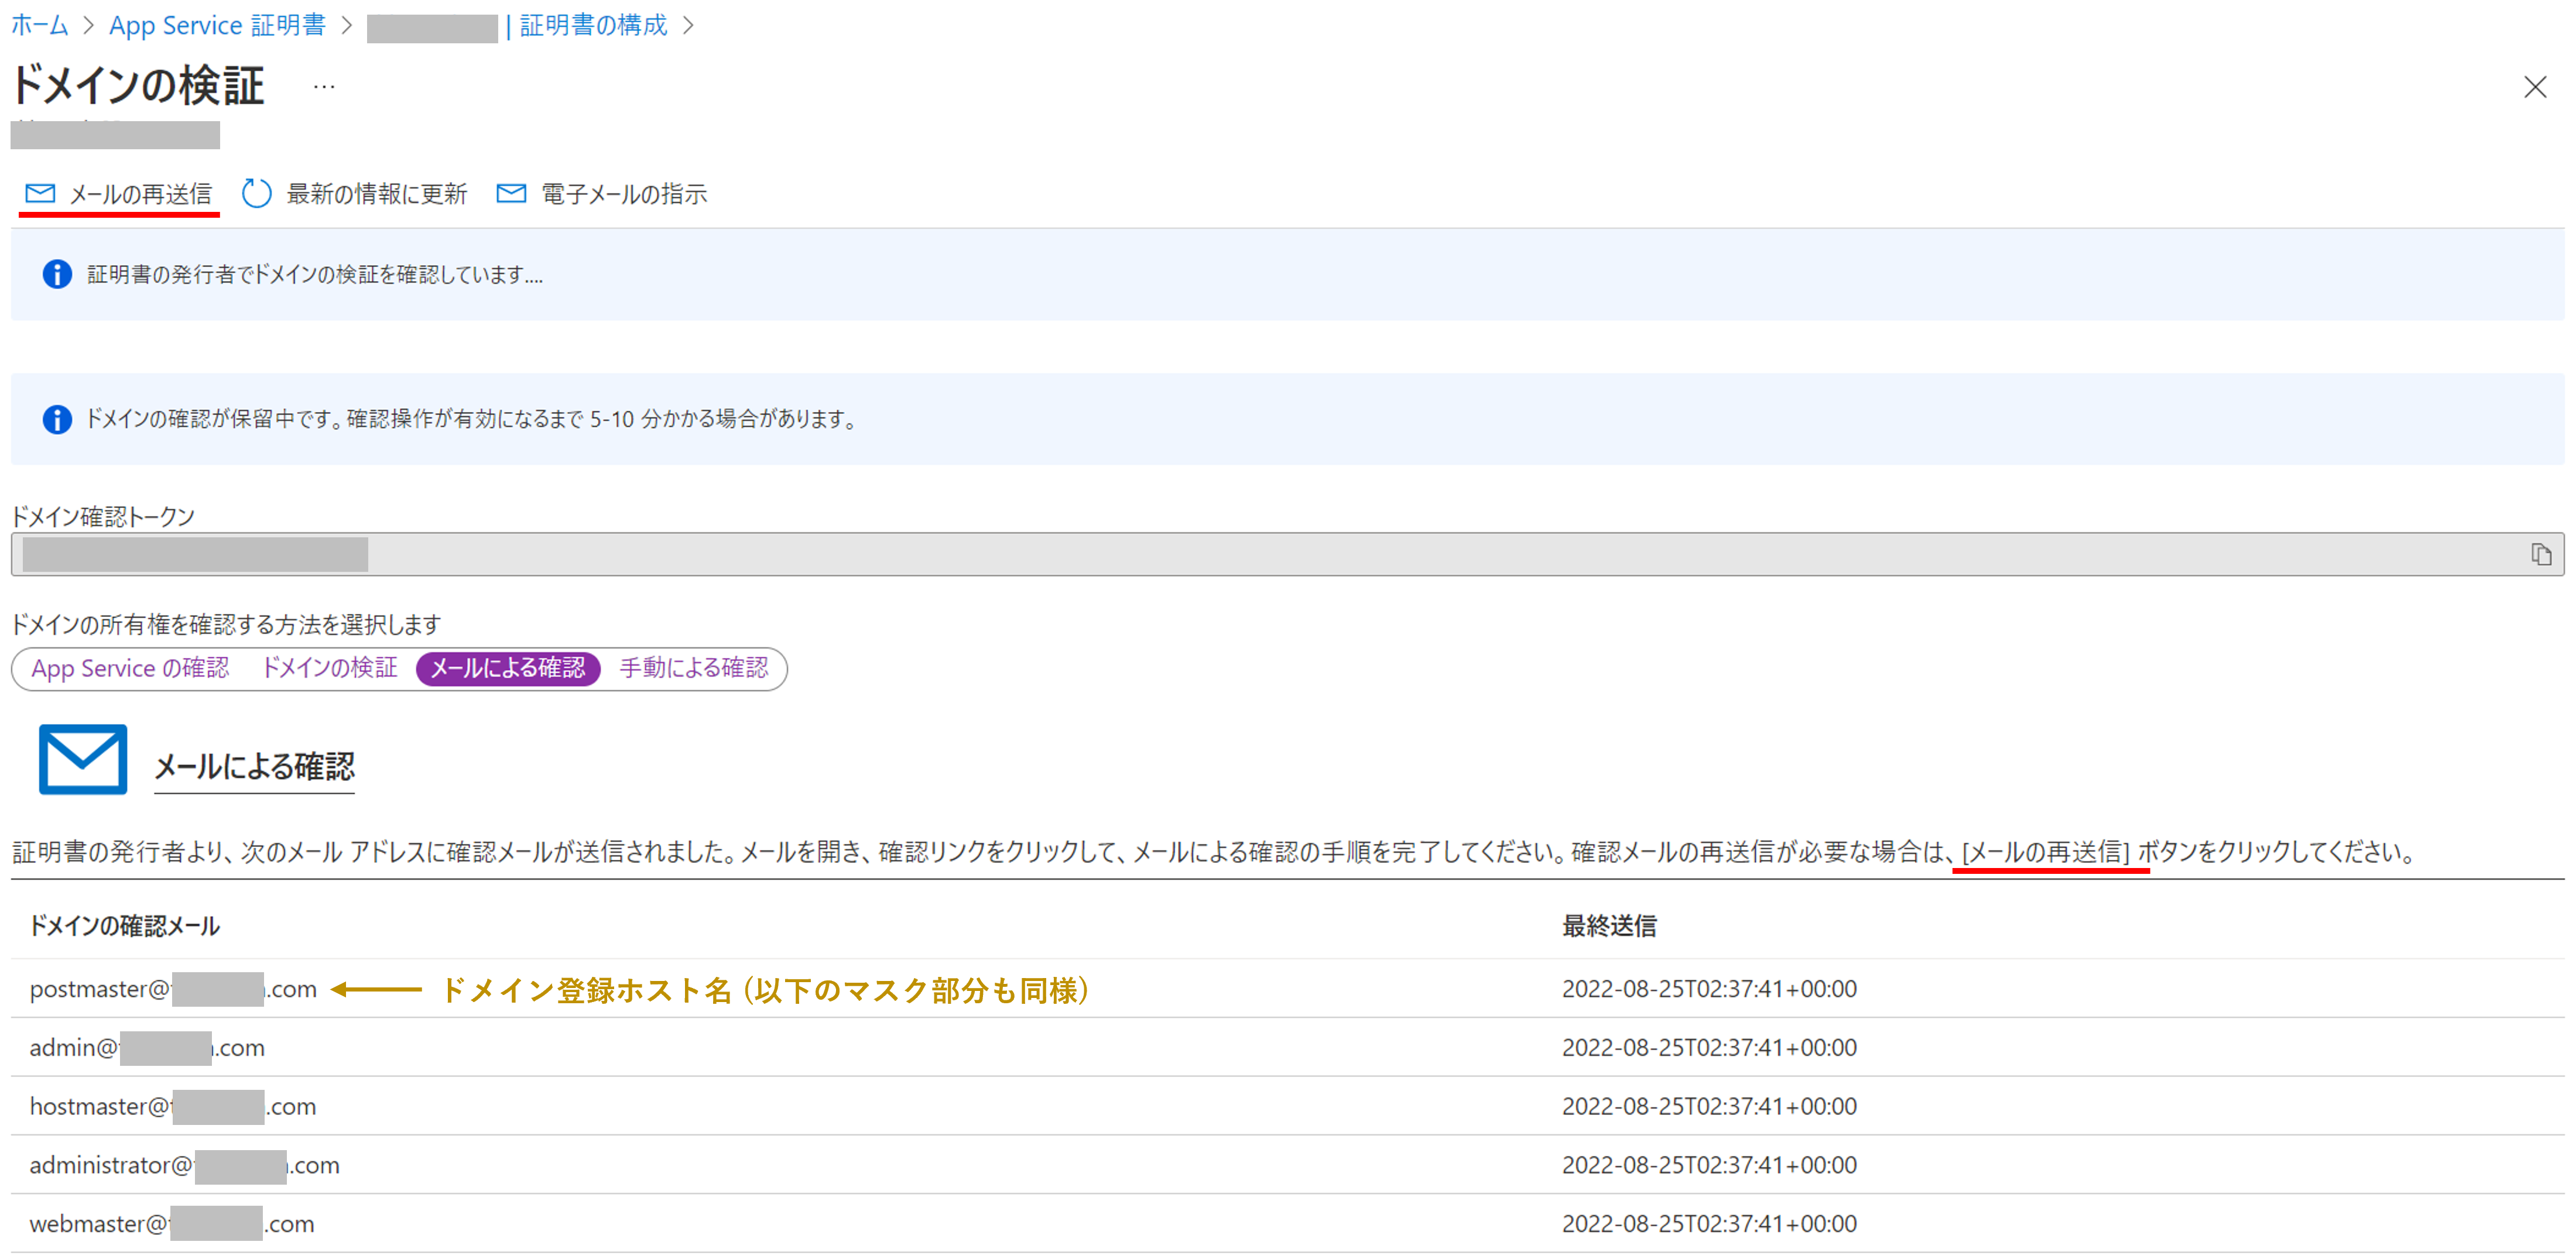 ホーム > App Service 証明書 > | 証明書の構成 >
ドメインの検証 ...
メールの再送信 最新の情報に更新 電子メールの指示
証明書の発行者でドメインの検証を確認しています....
ドメインの確認が保留中です。確認操作が有効になるまで 5-10 分かかる場合があります。
ドメイン確認トークン
ドメインの所有権を確認する方法を選択します
App Service の確認 ドメインの検証 メールによる確認 手動による確認
メールによる確認
証明書の発行者より、次のメール アドレスに確認メールが送信されました。メールを開き、確認リンクをクリックして、メールによる確認の手順を完了してください。確認メールの再送信が必要な場合は、[メールの再送信] ボタンをクリックしてください。
ドメインの確認メール 最終送信
postmaster@ .com ドメイン登録ホスト名 (以下のマスク部分も同様) 2022-08-25T02:37:41+00:00
admin@ .com 2022-08-25T02:37:41+00:00
hostmaster@ .com 2022-08-25T02:37:41+00:00
administrator@ .com 2022-08-25T02:37:41+00:00
webmaster@ .com 2022-08-25T02:37:41+00:00